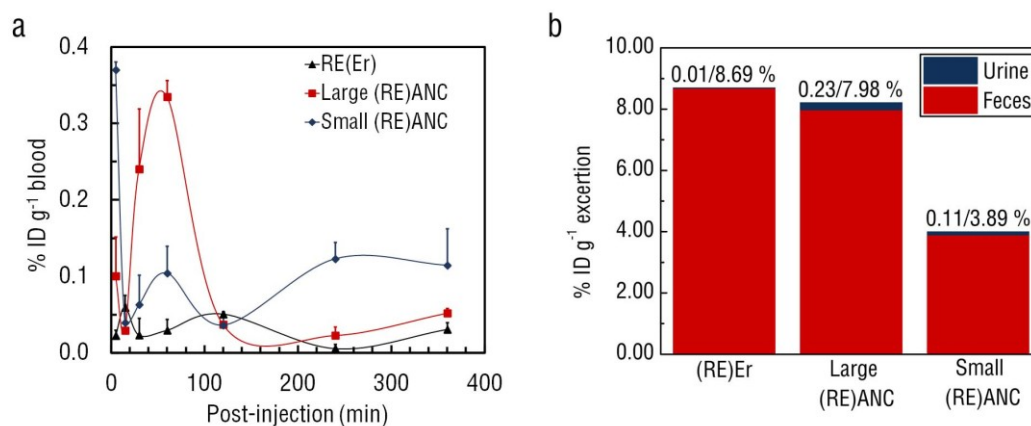 a
0.4
0.3
0.2
0.1
0.0
% ID g⁻¹ blood
0 100 200 300 400
Post-injection (min)
RE(Er)
Large (RE)ANC
Small (RE)ANC
b
10.00
8.00
6.00
4.00
2.00
0.00
% ID g⁻¹ excertion
0.01/8.69 %
0.23/7.98 %
0.11/3.89 %
Urine
Feces
(RE)Er
Large
(RE)ANC
Small
(RE)ANC